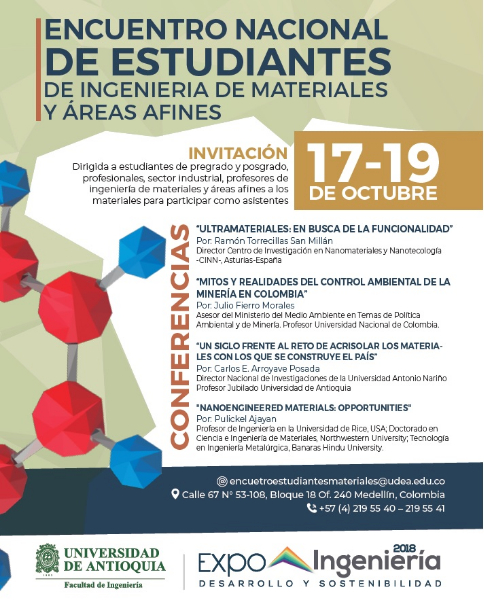 ENCUENTRO NACIONAL
DE ESTUDIANTES
DE INGENIERIA DE MATERIALES
Y ÁREAS AFINES
INVITACIÓN
Dirigida a estudiantes de pregrado y posgrado,
profesionales, sector industrial, profesores de
ingeniería de materiales y áreas afines a los
materiales para participar como asistentes
17-19
DE OCTUBRE
CONFERENCIAS
"ULTRAMATERIALES: EN BUSCA DE LA FUNCIONALIDAD"
Por: Ramón Torrecillas San Millán
Director Centro de Investigación en Nanomateriales y Nanotecología
-CINN-, Asturias-España
"MITOS Y REALIDADES DEL CONTROL AMBIENTAL DE LA
MINERÍA EN COLOMBIA"
Por: Julio Fierro Morales
Asesor del Ministerio del Medio Ambiente en Temas de Política
Ambiental y de Minería. Profesor Universidad Nacional de Colombia.
"UN SIGLO FRENTE AL RETO DE ACRISOLAR LOS MATERIA-
LES CON LOS QUE SE CONSTRUYE EL PAÍS"
Por: Carlos E. Arroyave Posada
Director Nacional de Investigaciones de la Universidad Antonio Nariño
Profesor Jubilado Universidad de Antioquia
"NANOENGINEERED MATERIALS: OPPORTUNITIES"
Por: Pulickel Ajayan
Profesor de Ingeniería en la Universidad de Rice, USA; Doctorado en
Ciencia e Ingeniería de Materiales, Northwestern University; Tecnología
en Ingeniería Metalúrgica, Banaras Hindu University.
encuetroestudiantesmateriales@udea.edu.co
Calle 67 N° 53-108, Bloque 18 Of. 240 Medellín, Colombia
+57 (4) 219 55 40 – 219 55 41
UNIVERSIDAD
DE ANTIOQUIA
1803
Facultad de Ingeniería
EXPO Ingeniería 2018
DESARROLLO Y SOSTENIBILIDAD